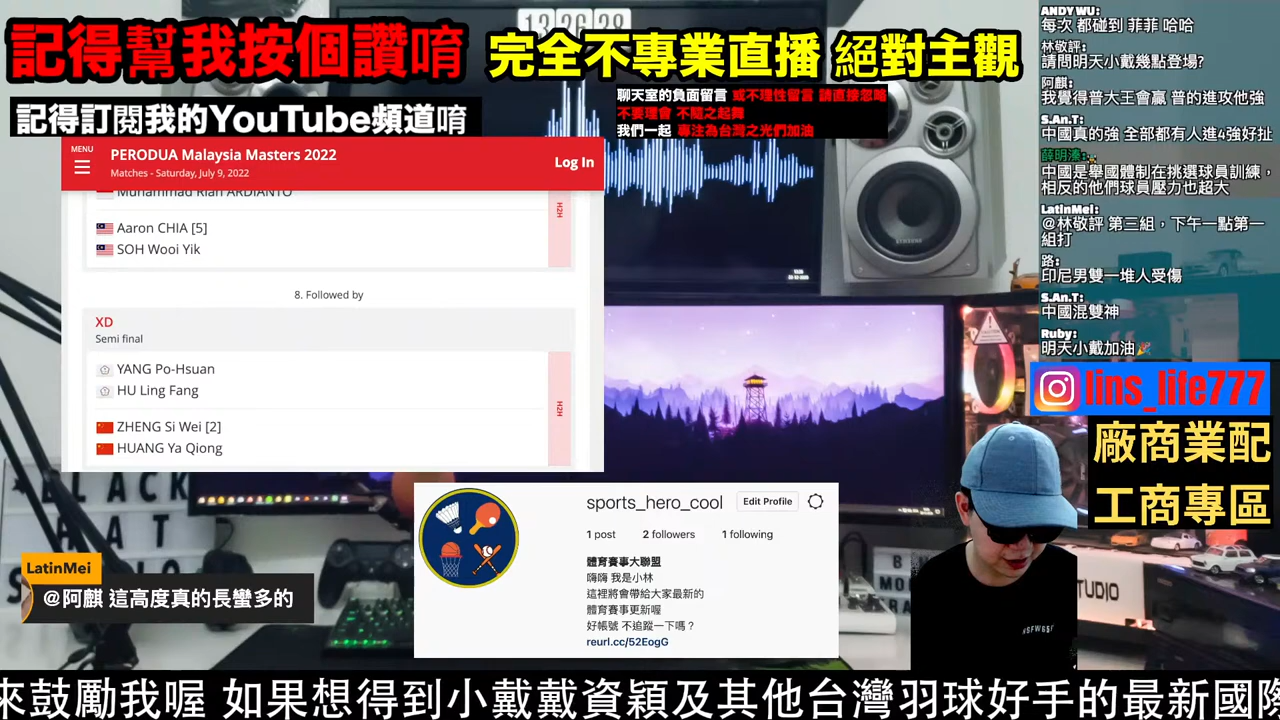 13 26 28
記得幫我按個讚唷
完全不專業直播 絕對主觀
記得訂閱我的YouTube頻道唷
聊天室的負面留言 或不理性留言 請直接忽略
不要理會 不隨之起舞
我們一起 專注為台灣之光們加油
MENU
PERODUA Malaysia Masters 2022
Matches - Saturday, July 9, 2022
Log In
Muhammad Rian ARDIANTO
Aaron CHIA [5]
SOH Wooi Yik
H2H
8. Followed by
XD
Semi final
YANG Po-Hsuan
HU Ling Fang
H2H
ZHENG Si Wei [2]
HUANG Ya Qiong
ANDY WU:
每次 都碰到 菲菲 哈哈
林敬評:
請問明天小戴幾點登場?
阿麒:
我覺得普大王會贏 普的進攻他強
S.An.T:
中國真的強 全部都有人進4強好扯
薛明溱:
中國是舉國體制在挑選球員訓練，
相反的他們球員壓力也超大
LatinMei:
@林敬評 第三組，下午一點第一
組打
路:
印尼男雙一堆人受傷
S.An.T:
中國混雙神
Ruby:
明天小戴加油🎉
lins_life777
廠商業配
工商專區
SAMSUNG
BLACK
LatinMei
@阿麒 這高度真的長蠻多的
sports_hero_cool
Edit Profile
1 post
2 followers
1 following
體育賽事大聯盟
嗨嗨 我是小林
這裡將會帶給大家最新的
體育賽事更新喔
好帳號 不追蹤一下嗎？
reurl.cc/52EogG
來鼓勵我喔 如果想得到小戴戴資穎及其他台灣羽球好手的最新國際